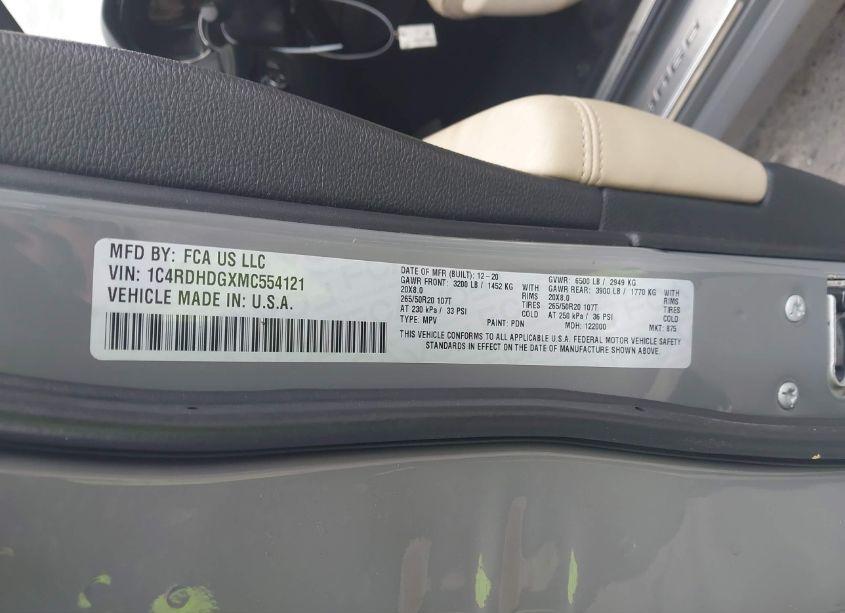 DURANGO
MFD BY: FCA US LLC
VIN: 1C4RDHDGXMC554121
VEHICLE MADE IN: U.S.A.
DATE OF MFR (BUILT): 12-20
GAWR FRONT: 3200 LB / 1452 KG WITH
20X8.0 RIMS
265/50R20 107T TIRES
AT 230 kPa / 33 PSI COLD
TYPE: MPV PAINT: PDN
GVWR: 6500 LB / 2949 KG.
GAWR REAR: 3900 LB / 1770 KG WITH
20X8.0 RIMS
265/50R20 107T TIRES
AT 250 kPa / 36 PSI COLD
MDH: 122000 MKT: 875
THIS VEHICLE CONFORMS TO ALL APPLICABLE U.S.A. FEDERAL MOTOR VEHICLE SAFETY
STANDARDS IN EFFECT ON THE DATE OF MANUFACTURE SHOWN ABOVE.